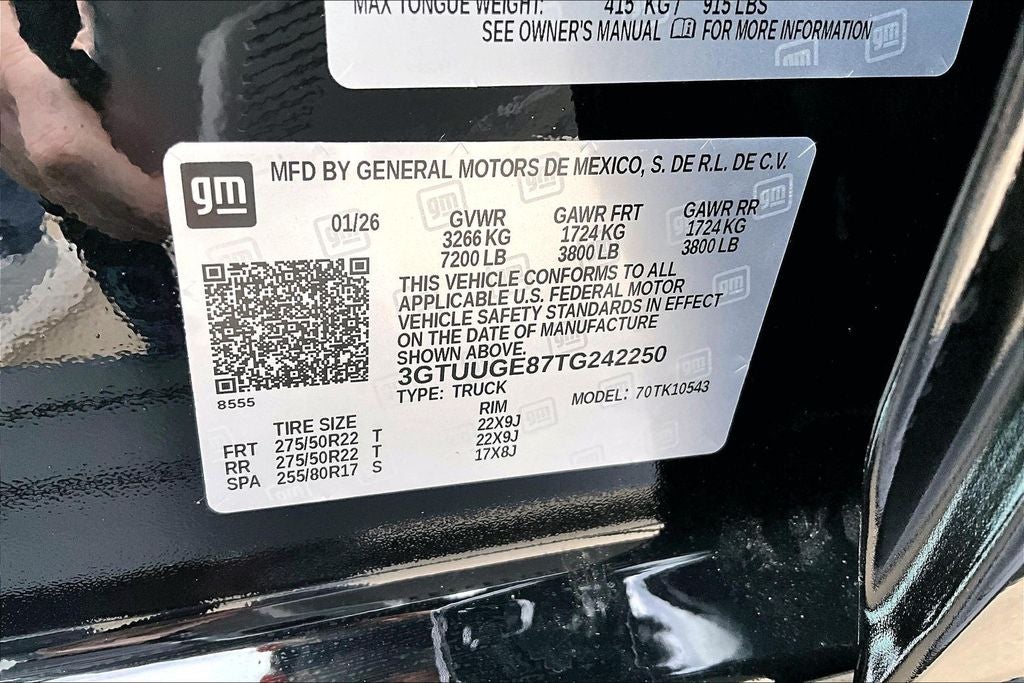 MAX TONGUE WEIGHT: 415 KG / 915 LBS
SEE OWNER'S MANUAL FOR MORE INFORMATION
gm
MFD BY GENERAL MOTORS DE MEXICO, S. DE R.L. DE C.V.
01/26 GVWR GAWR FRT GAWR RR
3266 KG 1724 KG 1724 KG
7200 LB 3800 LB 3800 LB
THIS VEHICLE CONFORMS TO ALL
APPLICABLE U.S. FEDERAL MOTOR
VEHICLE SAFETY STANDARDS IN EFFECT
ON THE DATE OF MANUFACTURE
SHOWN ABOVE.
3GTUUGE87TG242250
8555
TYPE: TRUCK MODEL: 70TK10543
TIRE SIZE RIM
FRT 275/50R22 T 22X9J
RR 275/50R22 T 22X9J
SPA 255/80R17 S 17X8J